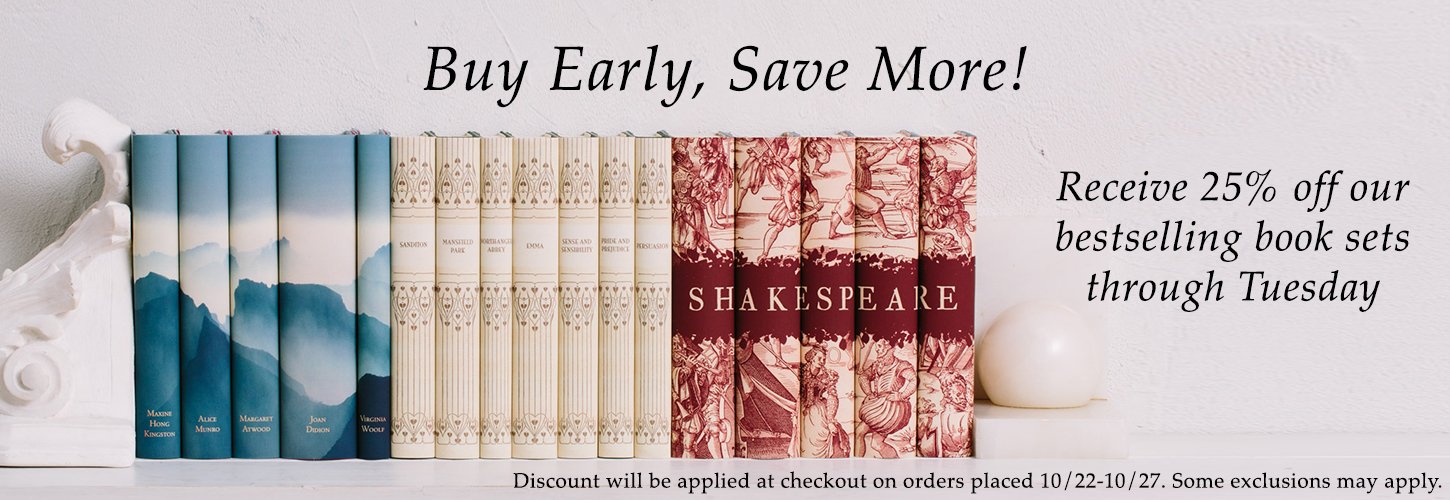 Buy Early, Save More!
Receive 25% off our
bestselling book sets
through Tuesday
MAXINE
HONG
KINGSTON
ALICE
MUNRO
MARGARET
ATWOOD
JOAN
DIDION
VIRGINIA
WOOLF
SANDITON
MANSFIELD
PARK
NORTHANGER
ABBEY
EMMA
SENSE AND
SENSIBILITY
PRIDE AND
PREJUDICE
PERSUASION
SHAKESPEARE
Discount will be applied at checkout on orders placed 10/22-10/27. Some exclusions may apply.